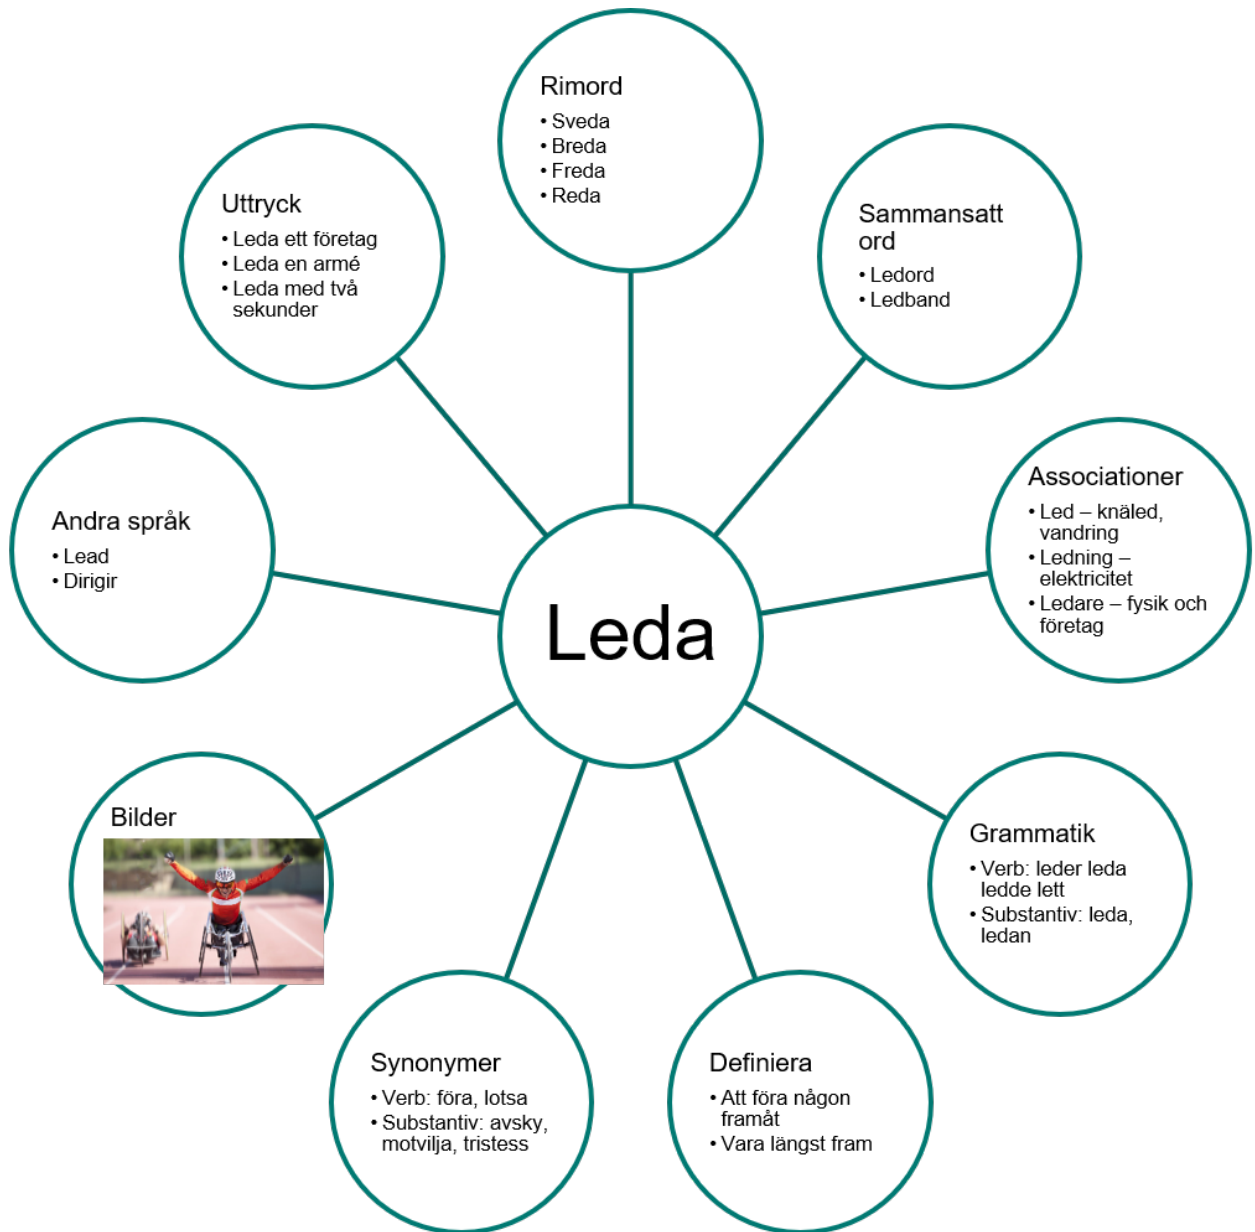 Rimord
• Sveda
• Breda
• Freda
• Reda
Uttryck
• Leda ett företag
• Leda en armé
• Leda med två
sekunder
Sammansatt
ord
• Ledord
• Ledband
Andra språk
• Lead
• Dirigir
Associationer
• Led – knäled,
vandring
• Ledning –
elektricitet
• Ledare – fysik och
företag
Leda
Bilder
Grammatik
• Verb: leder leda
ledde lett
• Substantiv: leda,
ledan
Synonymer
• Verb: föra, lotsa
• Substantiv: avsky,
motvilja, tristess
Definiera
• Att föra någon
framåt
• Vara längst fram